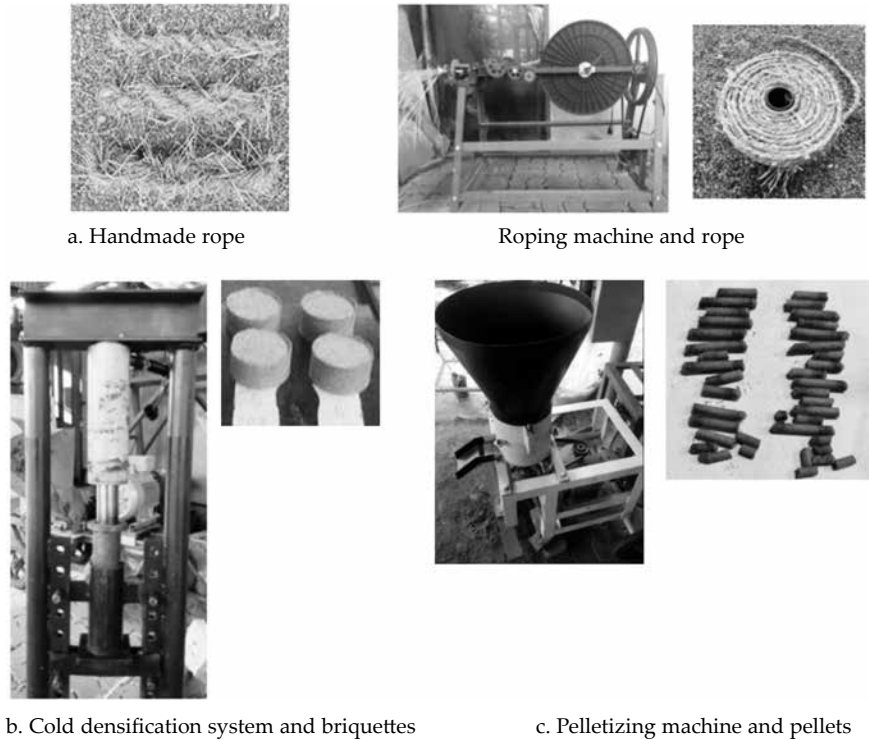 a. Handmade rope
Roping machine and rope
b. Cold densification system and briquettes
c. Pelletizing machine and pellets